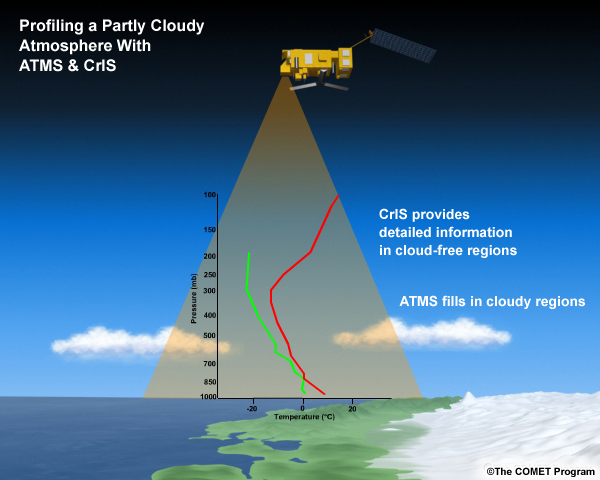 Profiling a Partly Cloudy
Atmosphere With
ATMS & CrIS
CrIS provides
detailed information
in cloud-free regions
ATMS fills in cloudy regions
Pressure (mb)
100
150
200
250
300
400
500
700
850
1000
-20
0
20
Temperature (°C)
©The COMET Program